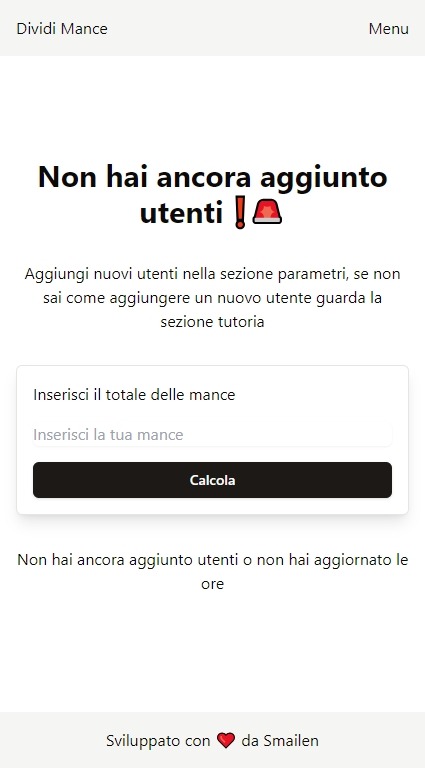 Dividi Mance
Menu
Non hai ancora aggiunto
utenti❗🚨
Aggiungi nuovi utenti nella sezione parametri, se non
sai come aggiungere un nuovo utente guarda la
sezione tutoria
Inserisci il totale delle mance
Inserisci la tua mance
Calcola
Non hai ancora aggiunto utenti o non hai aggiornato le
ore
Sviluppato con ❤️ da Smailen